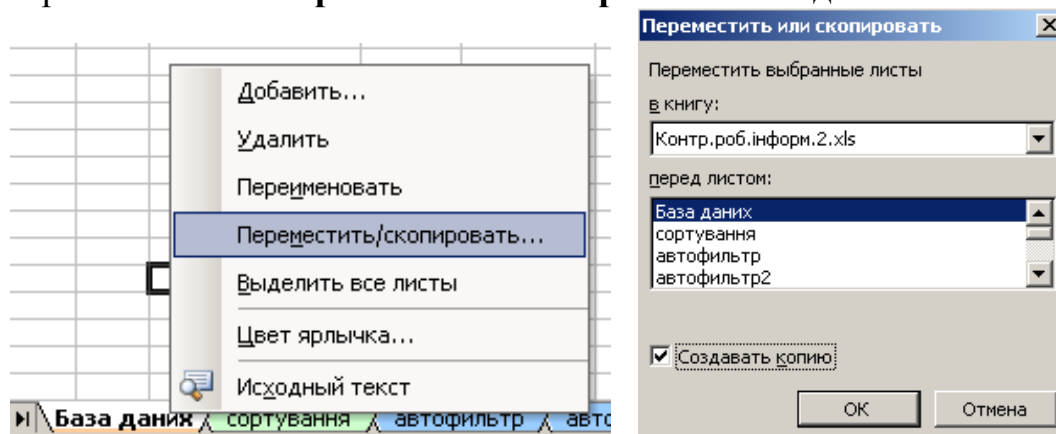 Добавить...
Удалить
Переименовать
Переместить/скопировать...
Выделить все листы
Цвет ярлычка...
Исходный текст
База даних
сортування
автофильтр
Переместить или скопировать
Переместить выбранные листы
в книгу:
Контр.роб.інформ.2.xls
перед листом:
База даних
сортування
автофильтр
автофильтр2
Создавать копию
ОК
Отмена